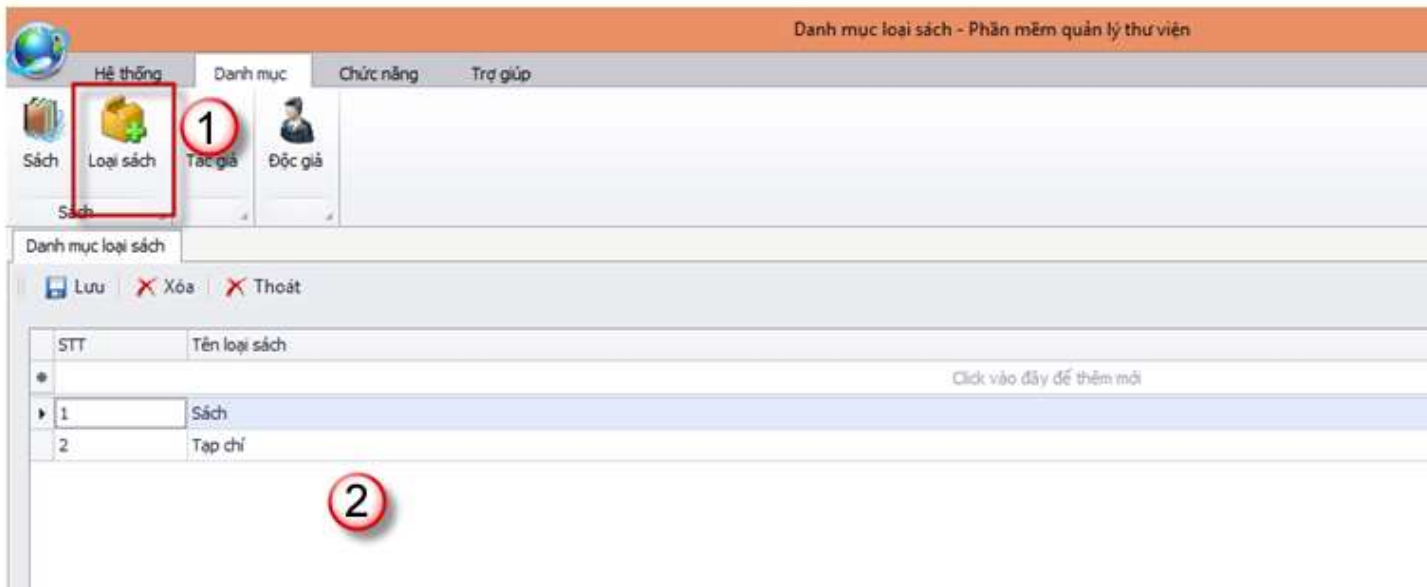 Danh mục loại sách - Phần mềm quản lý thư viện
Hệ thống Danh mục Chức năng Trợ giúp
1
Sách Loại sách Tác giả Độc giả
Sách
Danh mục loại sách
Lưu Xóa Thoát
STT Tên loại sách
Click vào đây để thêm mới
1 Sách
2 Tạp chí
2